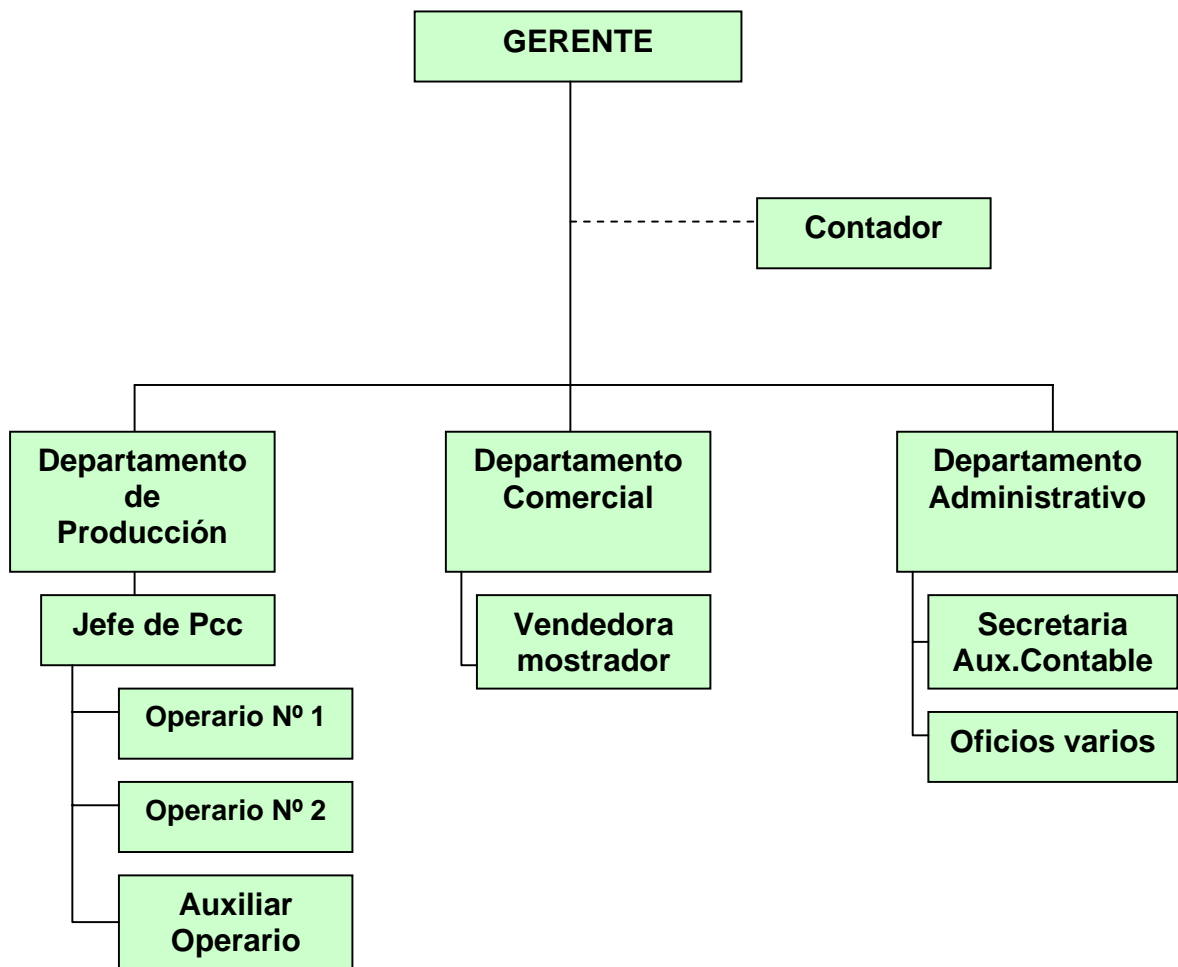 GERENTE
Contador
Departamento
de
Producción
Departamento
Comercial
Departamento
Administrativo
Jefe de Pcc
Vendedora
mostrador
Secretaria
Aux.Contable
Operario Nº 1
Oficios varios
Operario Nº 2
Auxiliar
Operario